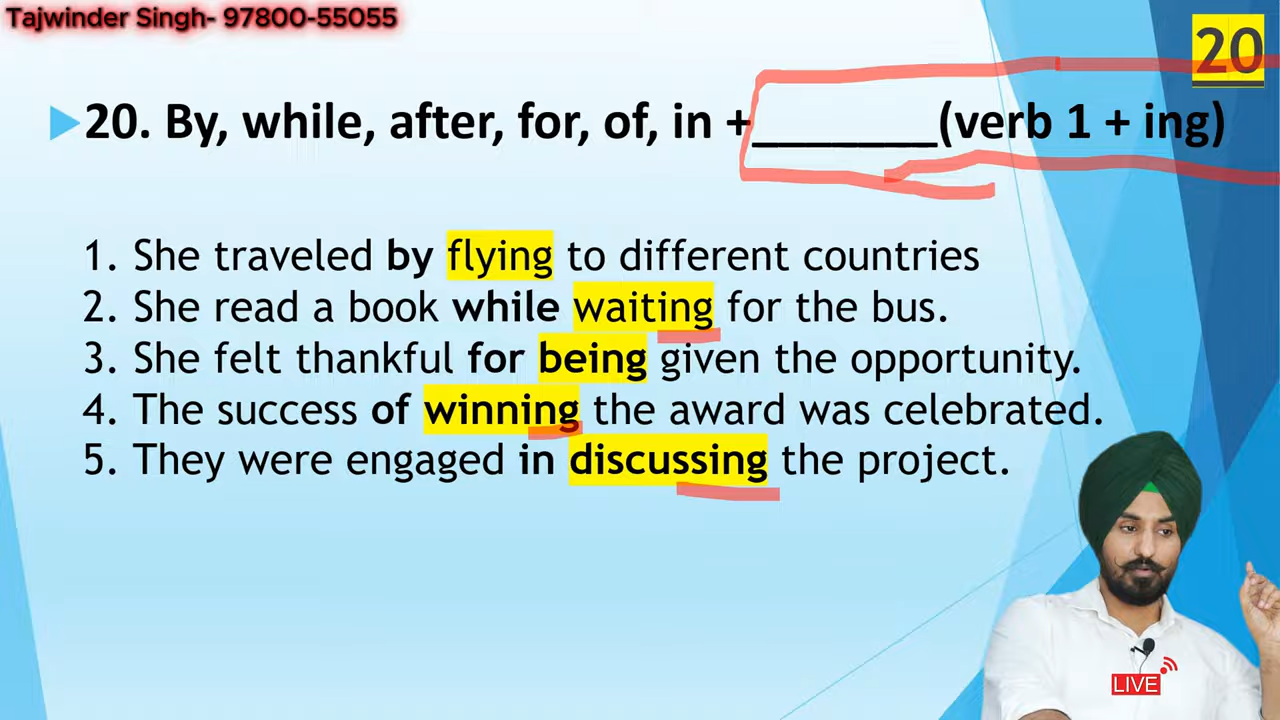 Tajwinder Singh- 97800-55055
20
20. By, while, after, for, of, in +_______(verb 1 + ing)
1. She traveled by flying to different countries
2. She read a book while waiting for the bus.
3. She felt thankful for being given the opportunity.
4. The success of winning the award was celebrated.
5. They were engaged in discussing the project.
LIVE